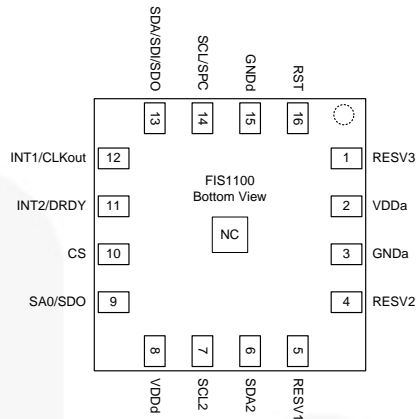 SDA/SDI/SDO
SCL/SPC
GNDd
RST
13
14
15
16
INT1/CLKout
12
1
RESV3
FIS1100
Bottom View
INT2/DRDY
11
2
VDDa
NC
CS
10
3
GNDa
SA0/SDO
9
4
RESV2
8
7
6
5
VDDd
SCL2
SDA2
RESV1